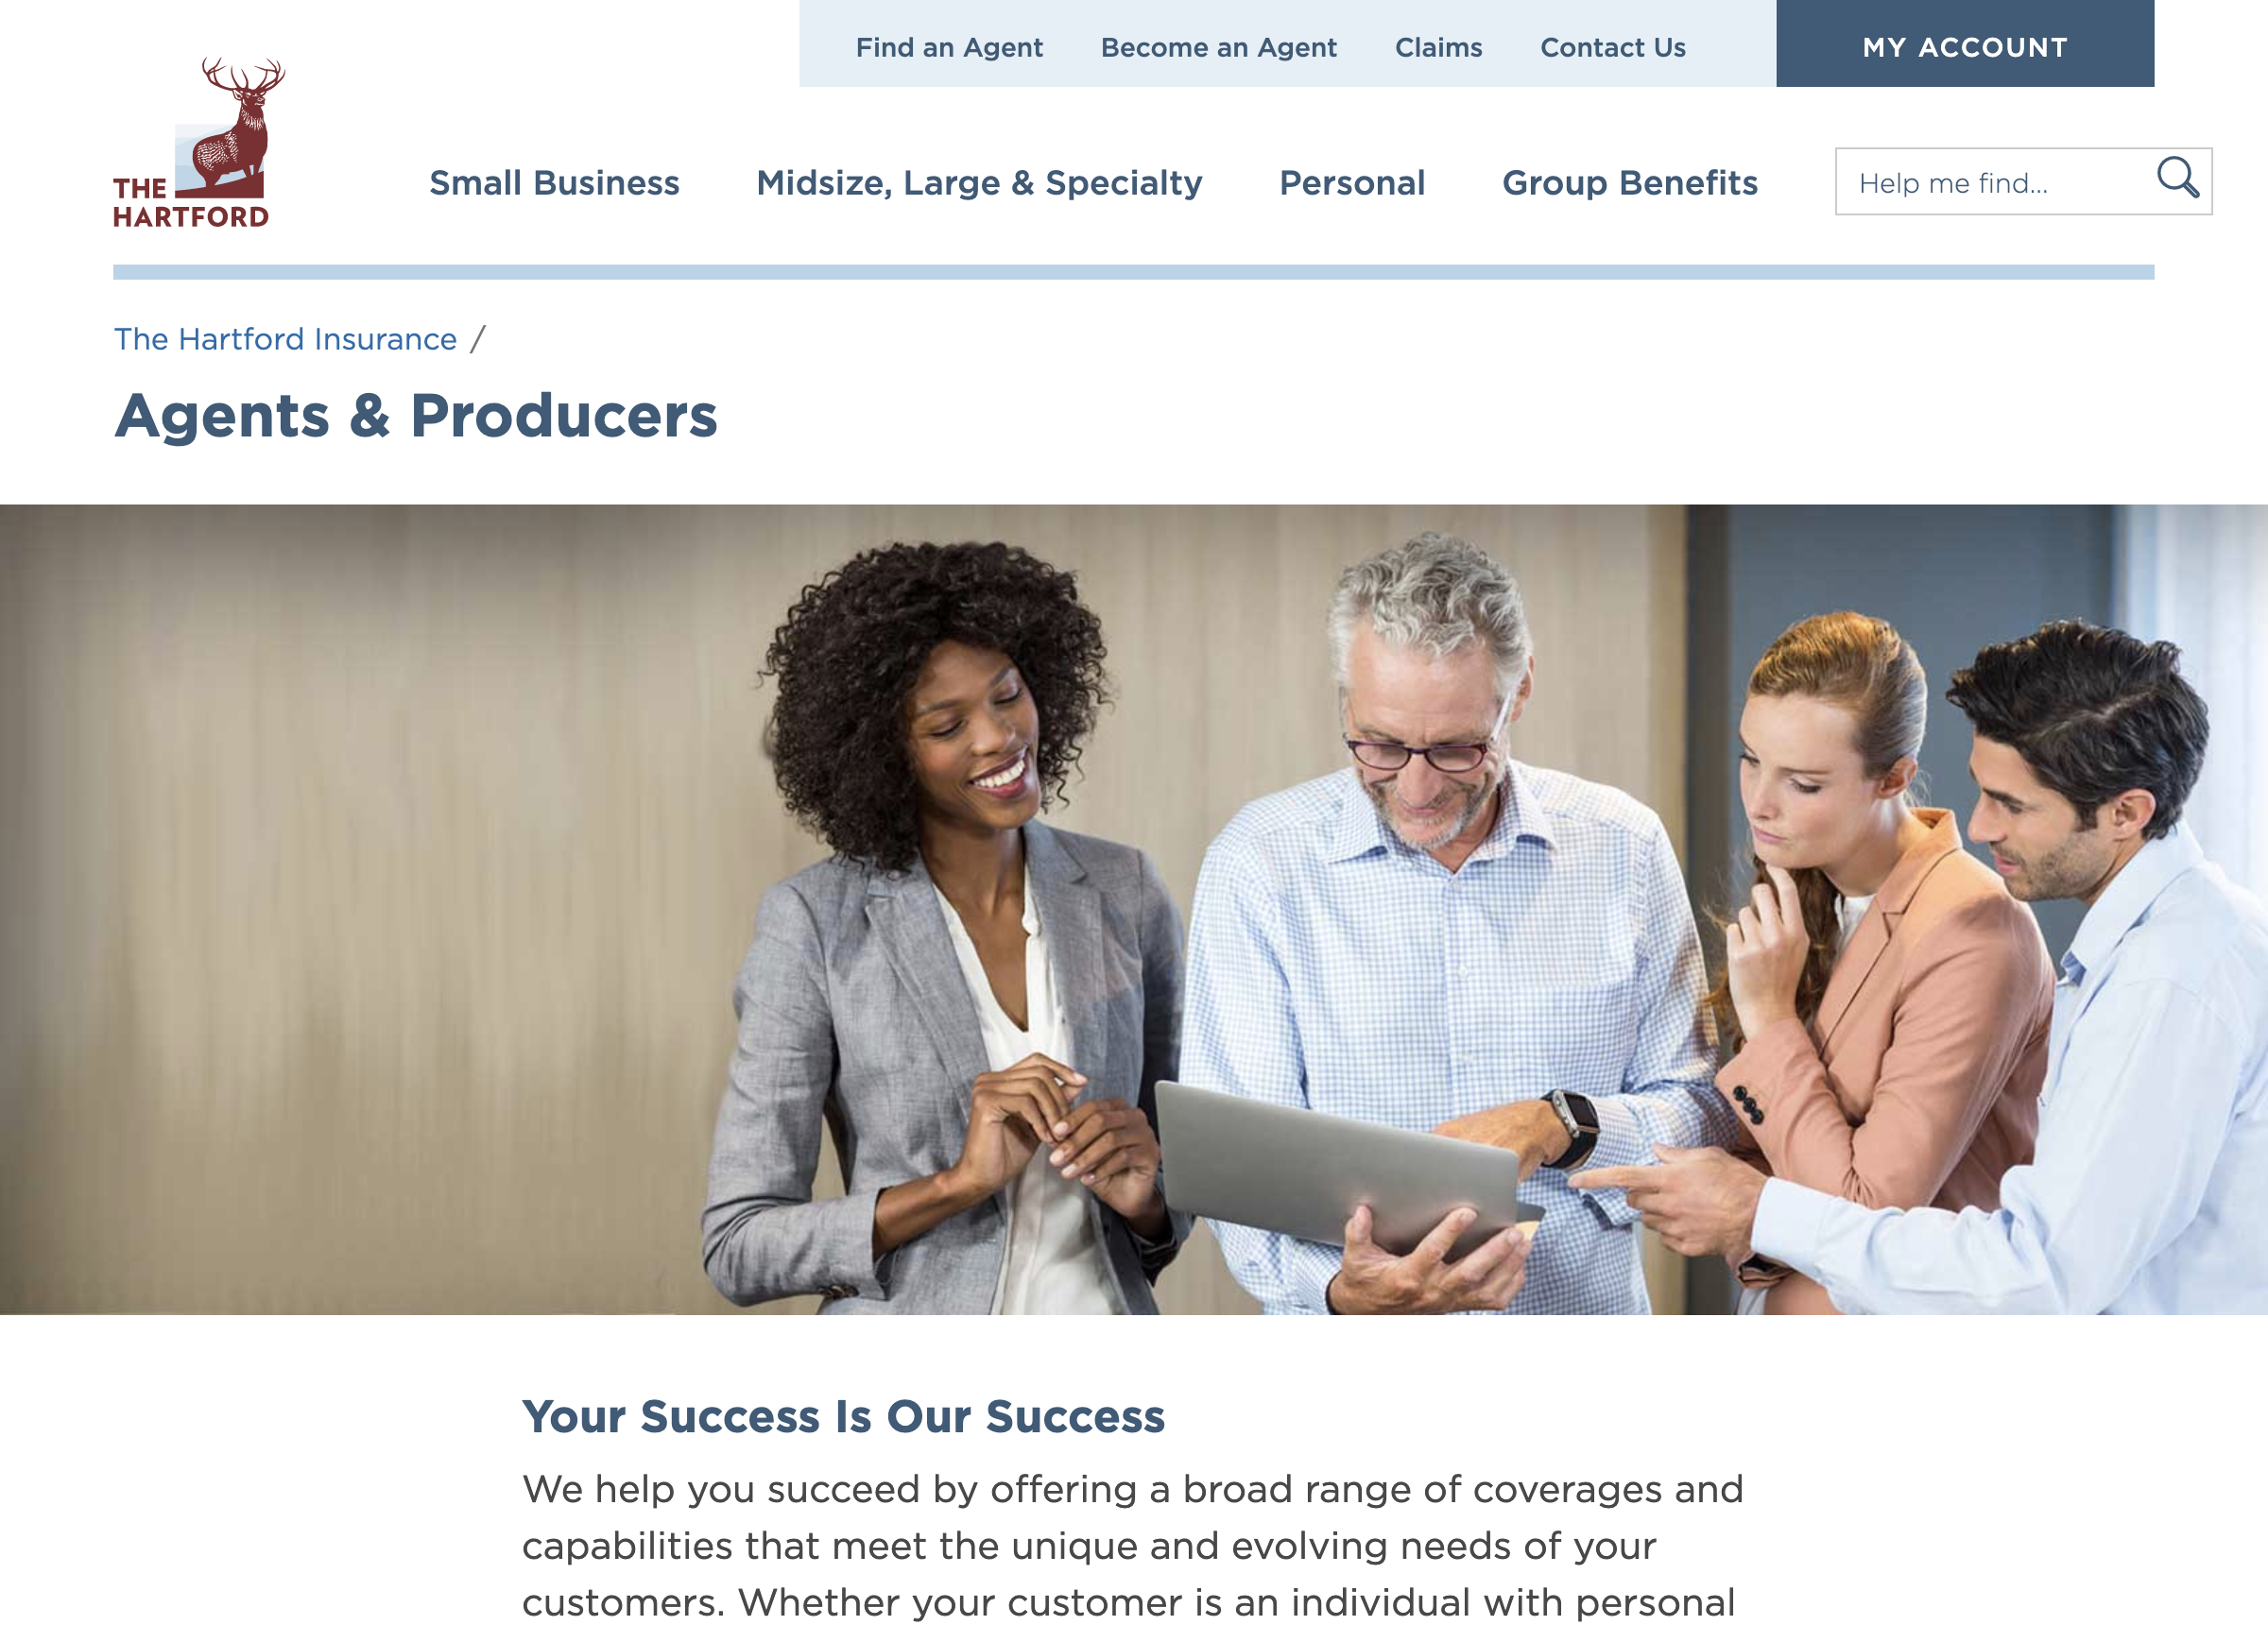 Find an Agent
Become an Agent
Claims
Contact Us
MY ACCOUNT
THE
HARTFORD
Small Business
Midsize, Large & Specialty
Personal
Group Benefits
Help me find...
The Hartford Insurance /
Agents & Producers
Your Success Is Our Success
We help you succeed by offering a broad range of coverages and
capabilities that meet the unique and evolving needs of your
customers. Whether your customer is an individual with personal